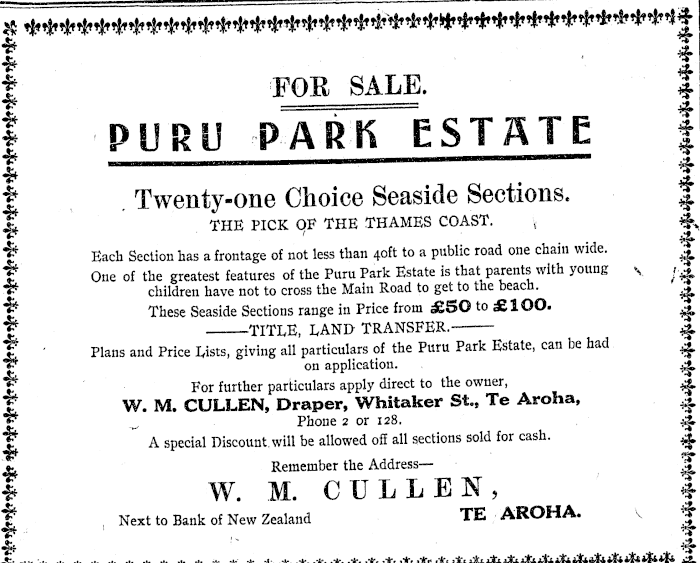 FOR SALE.
PURU PARK ESTATE
Twenty-one Choice Seaside Sections.
THE PICK OF THE THAMES COAST.
Each Section has a frontage of not less than 40ft to a public road one chain wide.
One of the greatest features of the Puru Park Estate is that parents with young
children have not to cross the Main Road to get to the beach.
These Seaside Sections range in Price from £50 to £100.
———TITLE, LAND TRANSFER.———
Plans and Price Lists, giving all particulars of the Puru Park Estate, can be had
on application.
For further particulars apply direct to the owner,
W. M. CULLEN, Draper, Whitaker St., Te Aroha,
Phone 2 or 128.
A special Discount will be allowed off all sections sold for cash.
Remember the Address—
W. M. CULLEN,
Next to Bank of New Zealand TE AROHA.